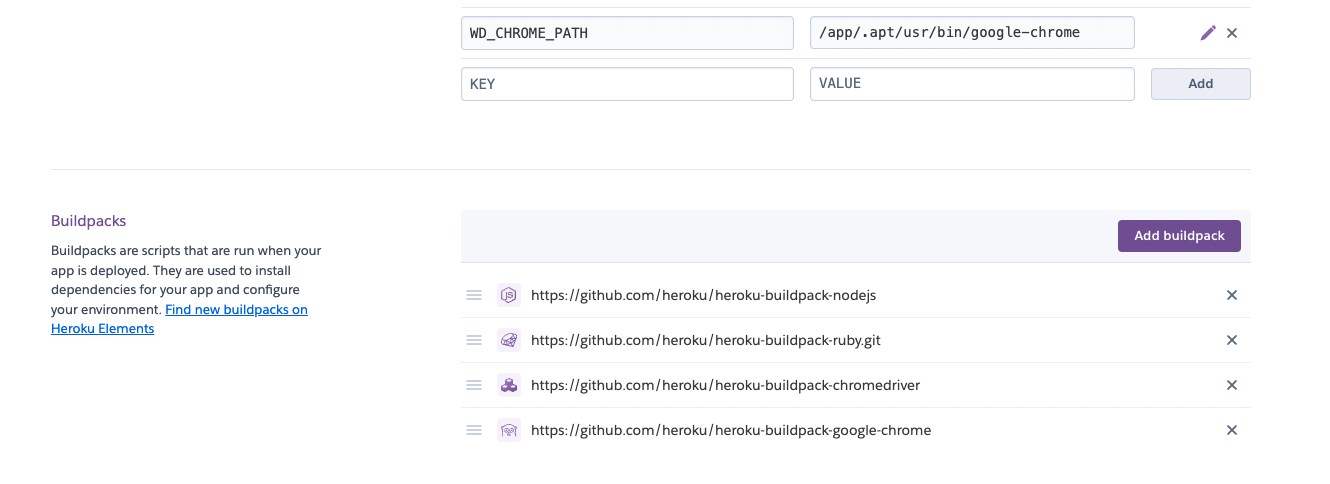 WD_CHROME_PATH
/app/.apt/usr/bin/google-chrome
KEY
VALUE
Add
Buildpacks
Buildpacks are scripts that are run when your
app is deployed. They are used to install
dependencies for your app and configure
your environment. Find new buildpacks on
Heroku Elements
Add buildpack
https://github.com/heroku/heroku-buildpack-nodejs
https://github.com/heroku/heroku-buildpack-ruby.git
https://github.com/heroku/heroku-buildpack-chromedriver
https://github.com/heroku/heroku-buildpack-google-chrome